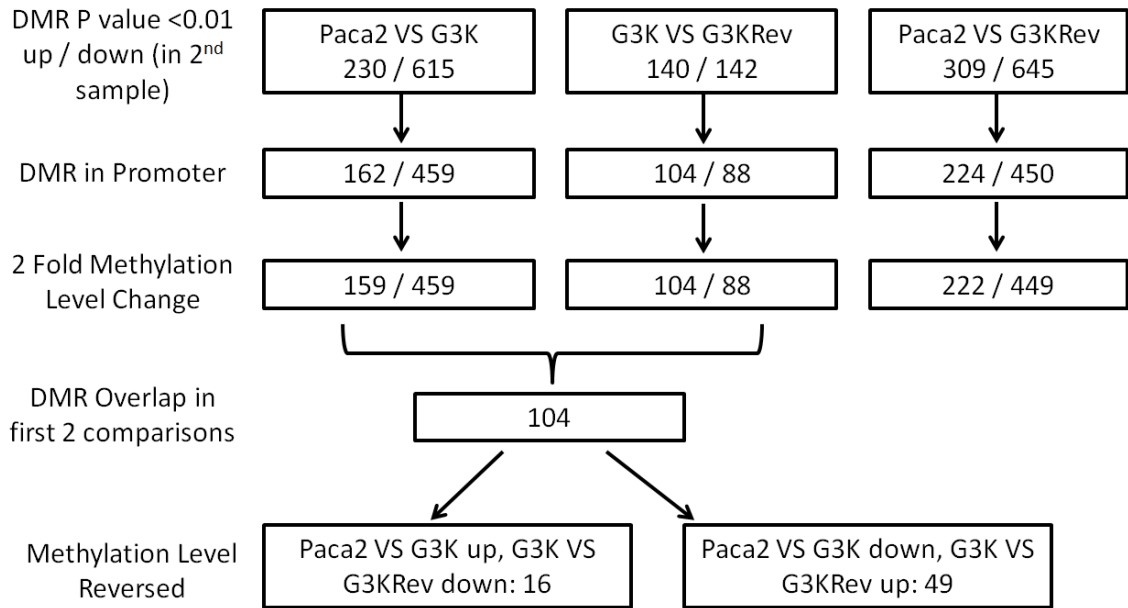 DMR P value <0.01
up / down (in 2nd
sample)
Paca2 VS G3K
230 / 615
G3K VS G3KRev
140 / 142
Paca2 VS G3KRev
309 / 645
DMR in Promoter
162 / 459
104 / 88
224 / 450
2 Fold Methylation
Level Change
159 / 459
104 / 88
222 / 449
DMR Overlap in
first 2 comparisons
104
Methylation Level
Reversed
Paca2 VS G3K up, G3K VS
G3KRev down: 16
Paca2 VS G3K down, G3K VS
G3KRev up: 49